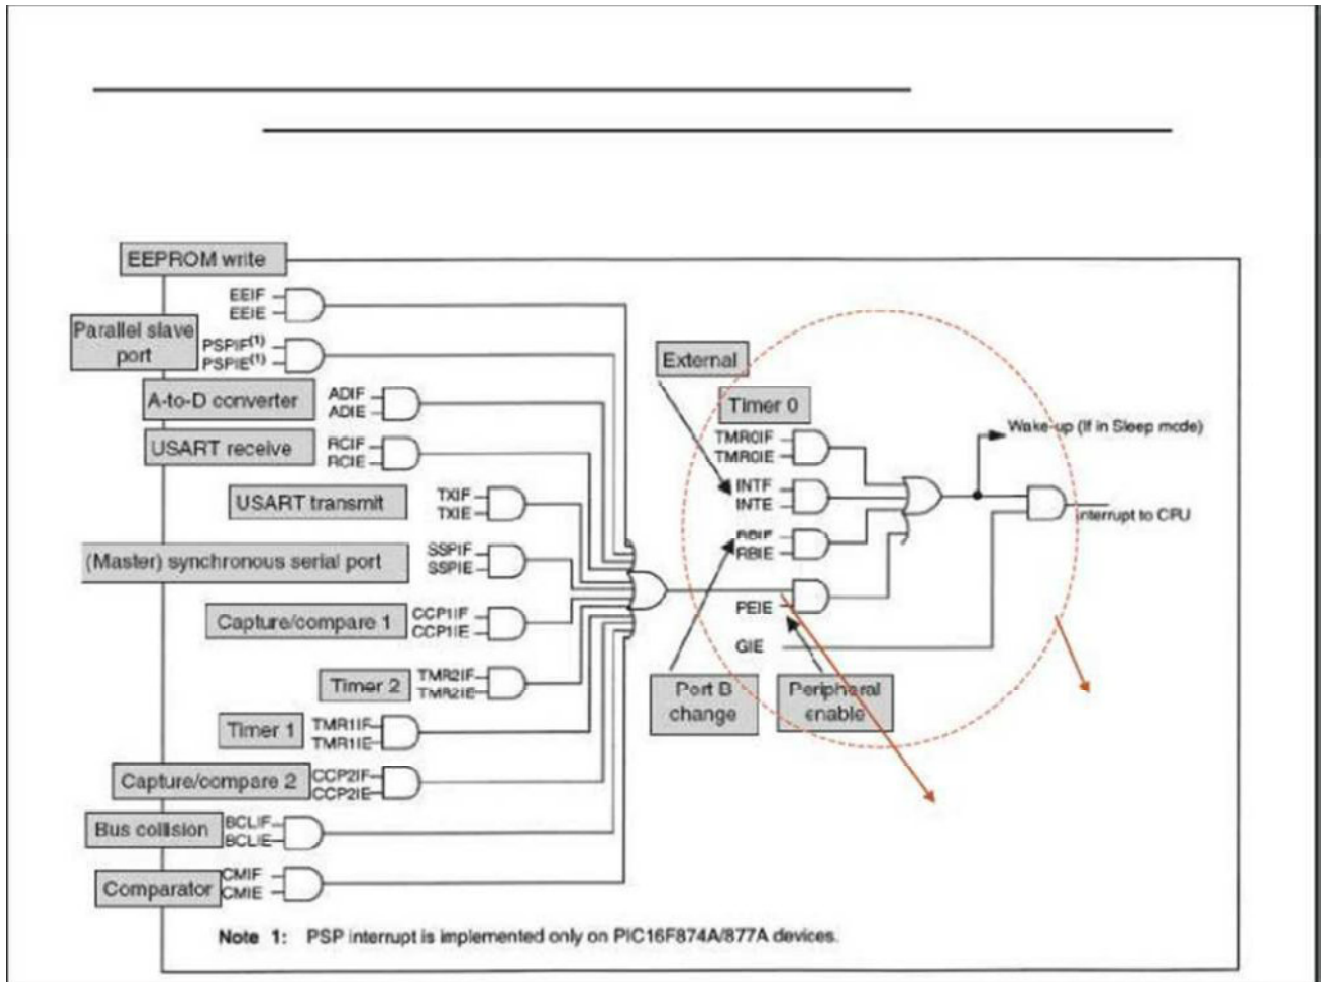 EEPROM write
EEIF
EEIE
Parallel slave
port
PSPIF(1)
PSPIE(1)
A-to-D converter
ADIF
ADIE
USART receive
RCIF
RCIE
USART transmit
TXIF
TXIE
(Master) synchronous serial port
SSPIF
SSPIE
Capture/compare 1
CCP1IF
CCP1IE
Timer 2
TMR2IF
TMR2IE
Timer 1
TMR1IF
TMR1IE
Capture/compare 2
CCP2IF
CCP2IE
Bus collision
BCLIF
BCLIE
Comparator
CMIF
CMIE
External
Timer 0
TMR0IF
TMR0IE
INTF
INTE
RBIF
RBIE
PEIE
GIE
Port B
change
Peripheral
enable
Wake-up (If in Sleep mode)
Interrupt to CPU
Note 1: PSP interrupt is implemented only on PIC16F874A/877A devices.